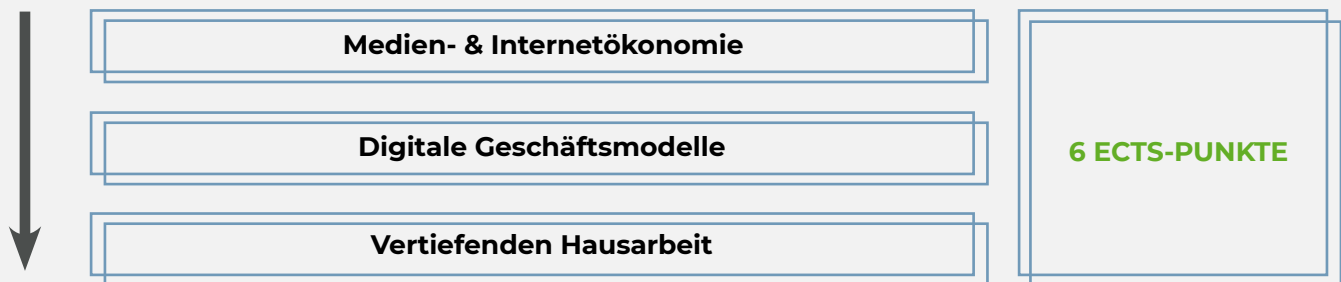 Medien- & Internetökonomie
Digitale Geschäftsmodelle
6 ECTS-PUNKTE
Vertiefenden Hausarbeit